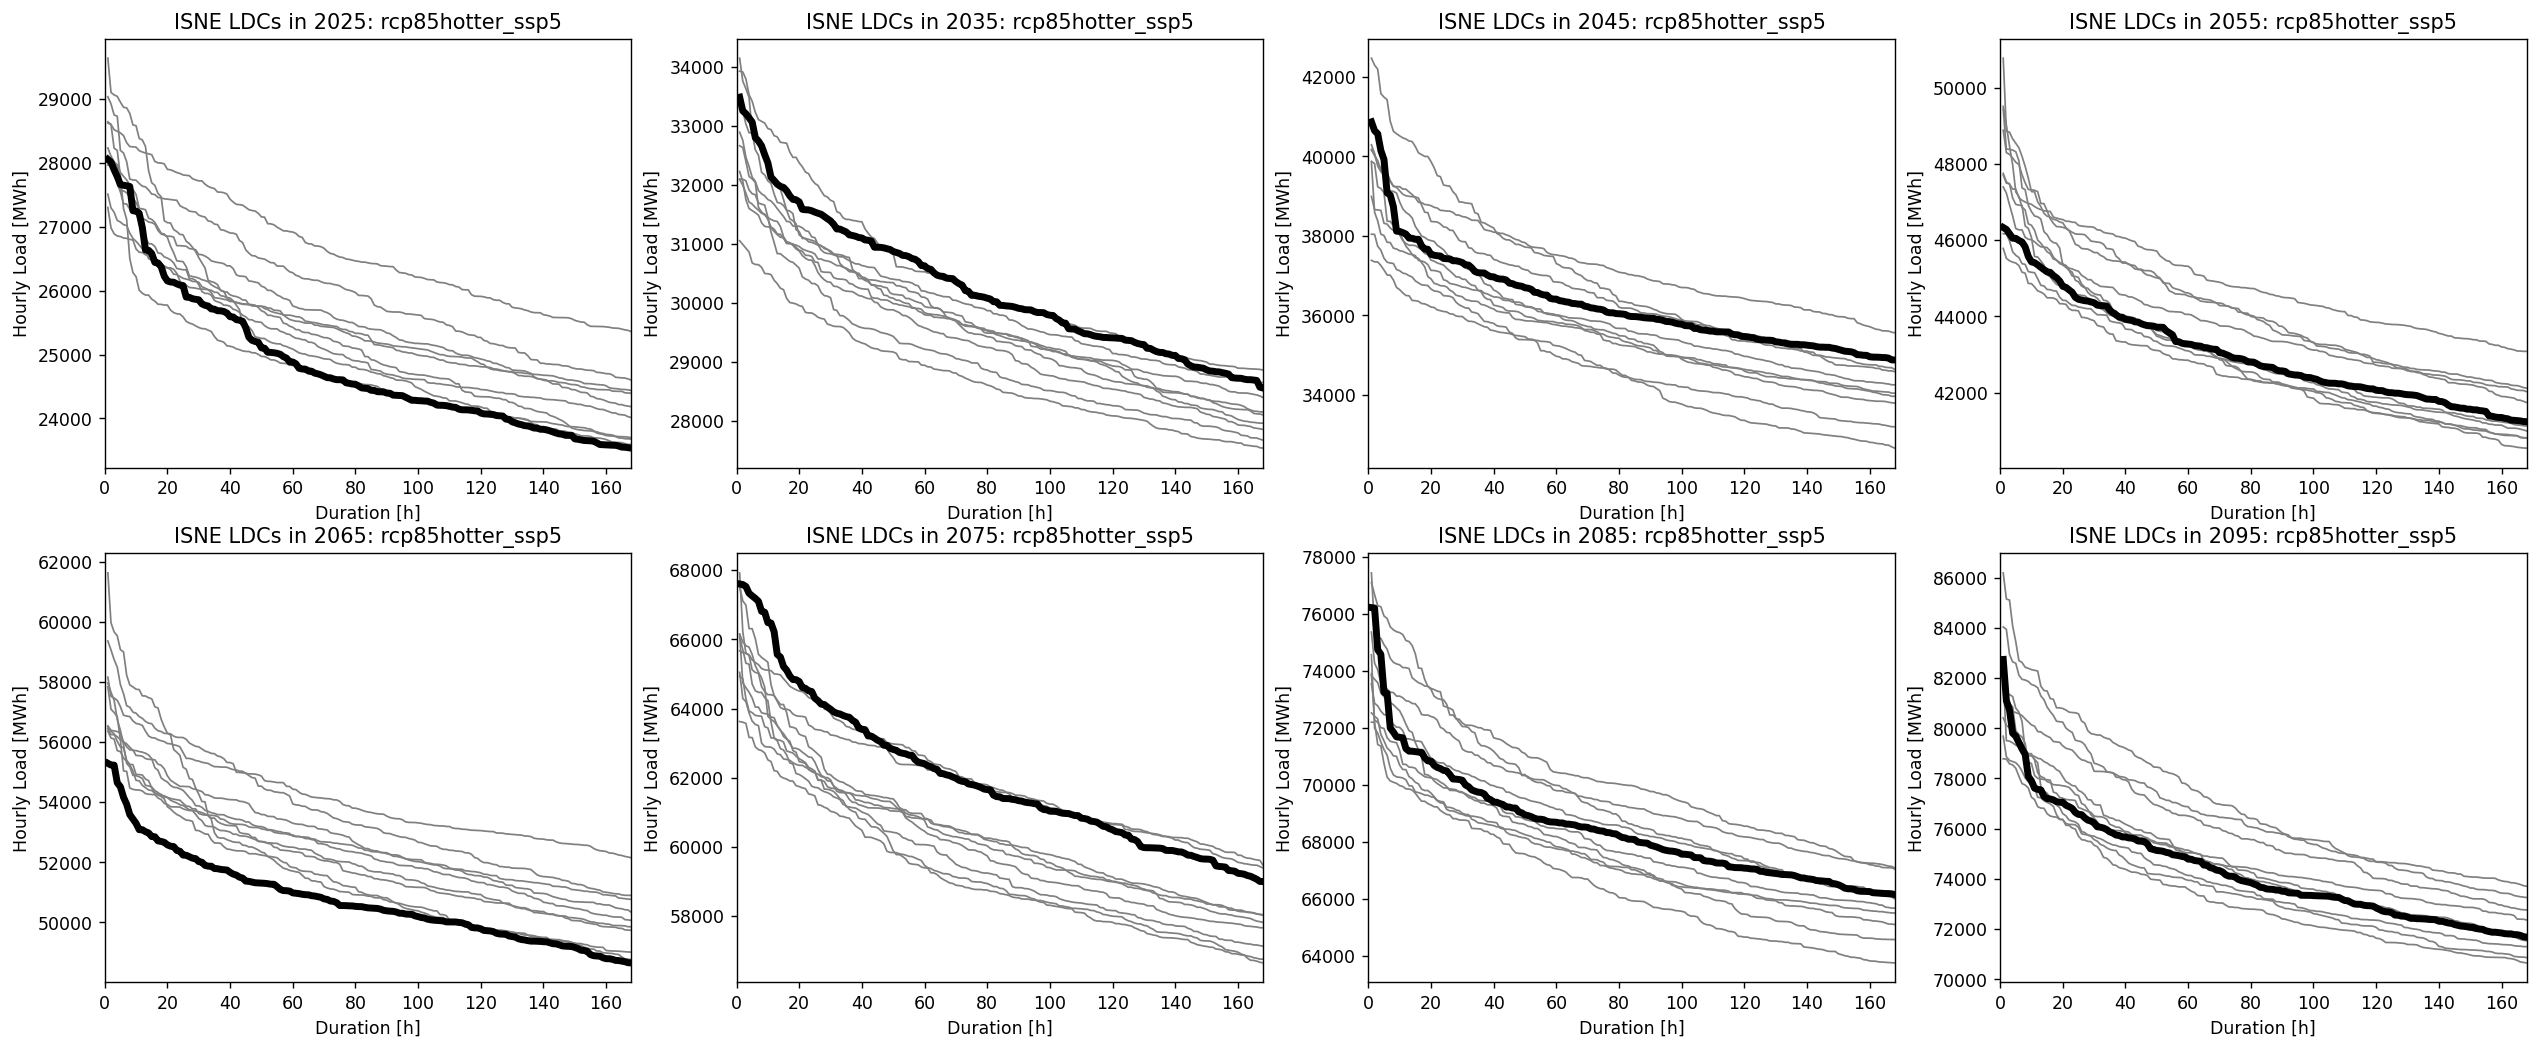 ISNE LDCs in 2025: rcp85hotter_ssp5
29000
28000
27000
26000
25000
24000
Hourly Load [MWh]
0 20 40 60 80 100 120 140 160
Duration [h]
ISNE LDCs in 2035: rcp85hotter_ssp5
34000
33000
32000
31000
30000
29000
28000
Hourly Load [MWh]
0 20 40 60 80 100 120 140 160
Duration [h]
ISNE LDCs in 2045: rcp85hotter_ssp5
42000
40000
38000
36000
34000
Hourly Load [MWh]
0 20 40 60 80 100 120 140 160
Duration [h]
ISNE LDCs in 2055: rcp85hotter_ssp5
50000
48000
46000
44000
42000
Hourly Load [MWh]
0 20 40 60 80 100 120 140 160
Duration [h]
ISNE LDCs in 2065: rcp85hotter_ssp5
62000
60000
58000
56000
54000
52000
50000
Hourly Load [MWh]
0 20 40 60 80 100 120 140 160
Duration [h]
ISNE LDCs in 2075: rcp85hotter_ssp5
68000
66000
64000
62000
60000
58000
Hourly Load [MWh]
0 20 40 60 80 100 120 140 160
Duration [h]
ISNE LDCs in 2085: rcp85hotter_ssp5
78000
76000
74000
72000
70000
68000
66000
64000
Hourly Load [MWh]
0 20 40 60 80 100 120 140 160
Duration [h]
ISNE LDCs in 2095: rcp85hotter_ssp5
86000
84000
82000
80000
78000
76000
74000
72000
70000
Hourly Load [MWh]
0 20 40 60 80 100 120 140 160
Duration [h]